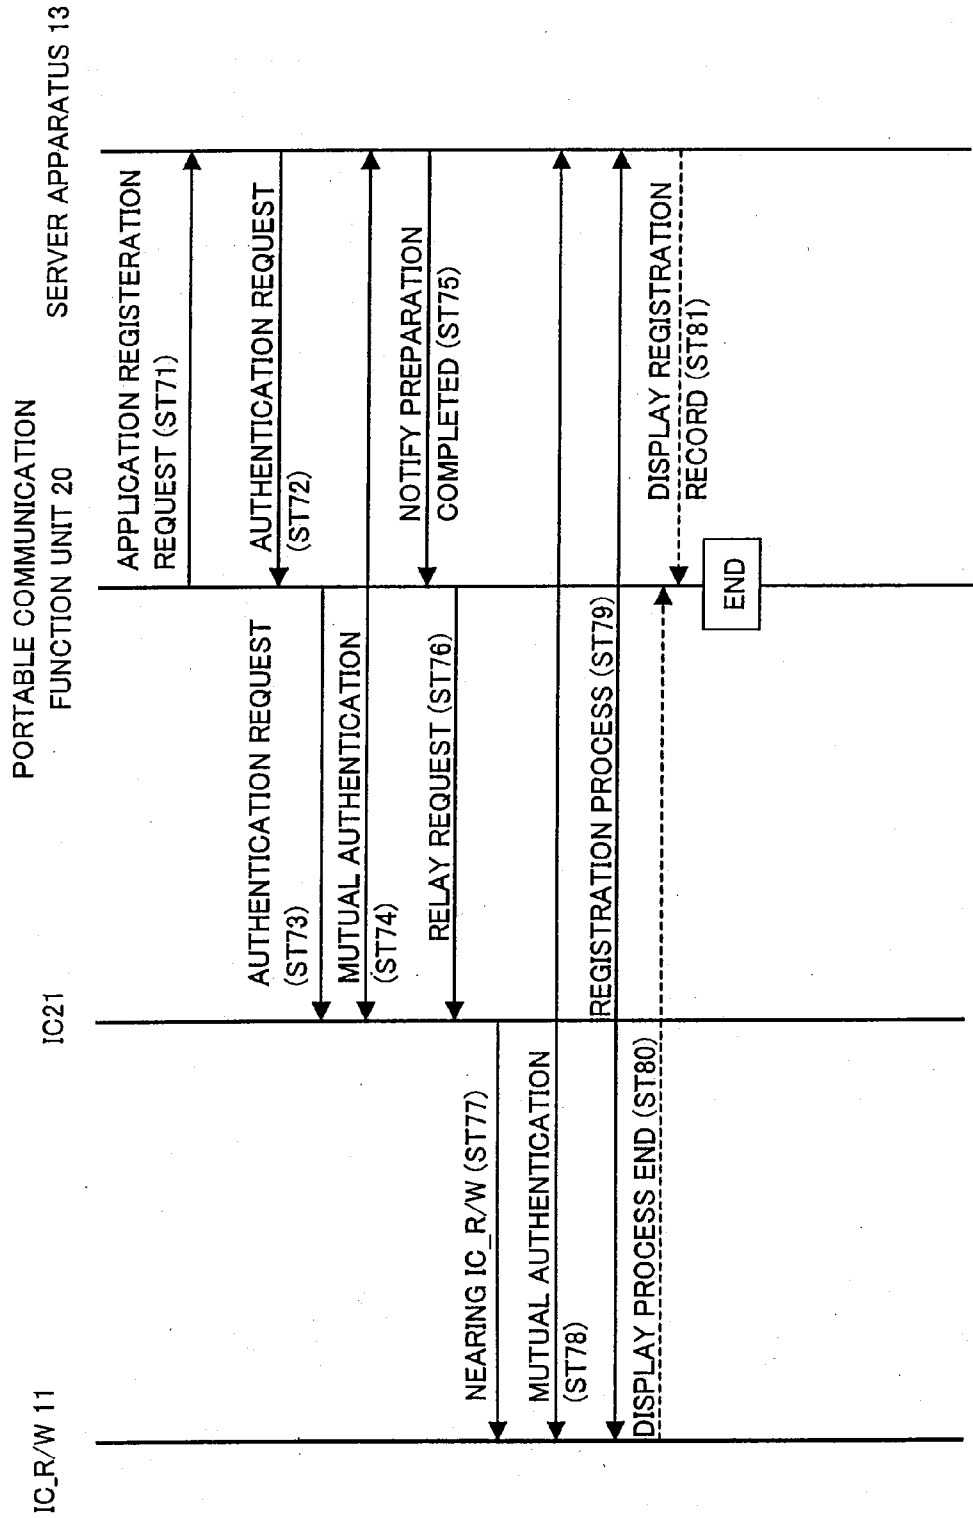 IC_R/W 11
IC21
PORTABLE COMMUNICATION
FUNCTION UNIT 20
SERVER APPARATUS 13
APPLICATION REGISTERATION
REQUEST (ST71)
AUTHENTICATION REQUEST
(ST72)
AUTHENTICATION REQUEST
(ST73)
MUTUAL AUTHENTICATION
(ST74)
NOTIFY PREPARATION
COMPLETED (ST75)
RELAY REQUEST (ST76)
NEARING IC_R/W (ST77)
MUTUAL AUTHENTICATION
(ST78)
REGISTRATION PROCESS (ST79)
DISPLAY PROCESS END (ST80)
DISPLAY REGISTRATION
RECORD (ST81)
END